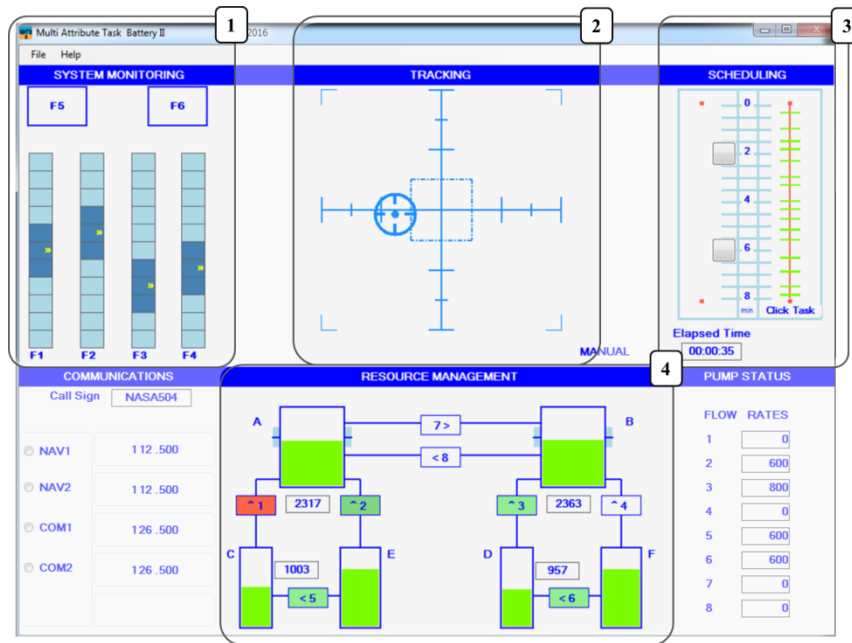 1
2
3
Multi Attribute Task Battery II
2016
File Help
SYSTEM MONITORING
TRACKING
SCHEDULING
F5
F6
0
2
4
6
8
min
Click Task
F1
F2
F3
F4
MANUAL
Elapsed Time
00:00:35
4
COMMUNICATIONS
RESOURCE MANAGEMENT
PUMP STATUS
Call Sign NASA504
NAV1 112.500
NAV2 112.500
COM1 126.500
COM2 126.500
A
B
7 >
< 8
^ 1
2317
^ 2
^ 3
2363
^ 4
C
E
D
F
1003
957
< 5
< 6
FLOW RATES
1 0
2 600
3 800
4 0
5 600
6 600
7 0
8 0